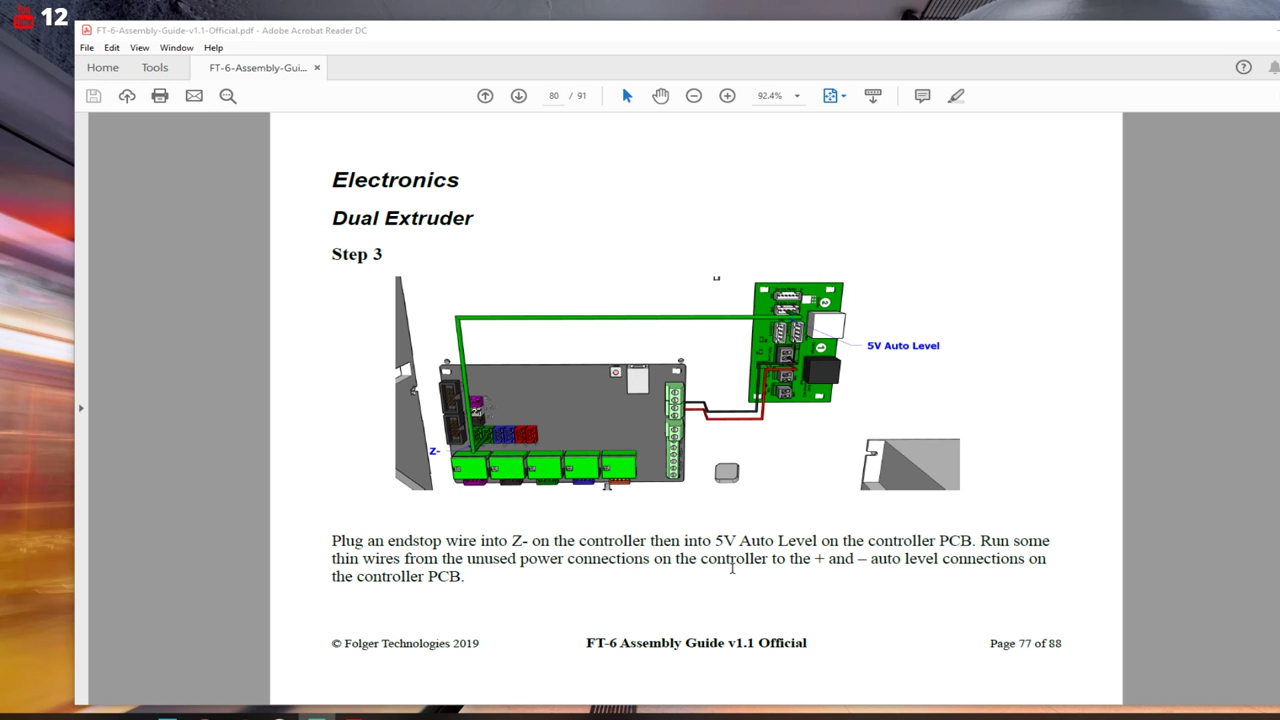 You
Tube
12
FT-6-Assembly-Guide-v1.1-Official.pdf - Adobe Acrobat Reader DC
File Edit View Window Help
Home Tools FT-6-Assembly-Gui... ×
80 / 91 92.4%
Electronics
Dual Extruder
Step 3
5V Auto Level
Z-
Plug an endstop wire into Z- on the controller then into 5V Auto Level on the controller PCB. Run some
thin wires from the unused power connections on the controller to the + and – auto level connections on
the controller PCB.
© Folger Technologies 2019 FT-6 Assembly Guide v1.1 Official Page 77 of 88